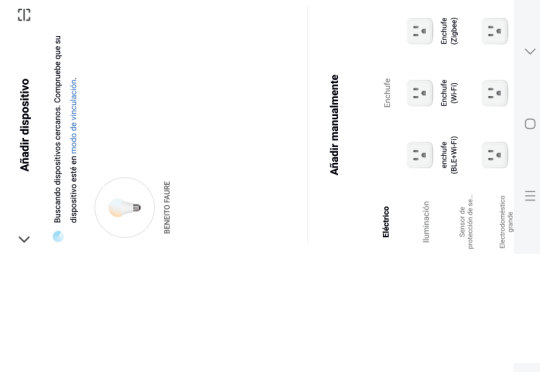 Añadir dispositivo
Buscando dispositivos cercanos. Compruebe que su
dispositivo esté en modo de vinculación.
BENEITO FAURE
Añadir manualmente
Eléctrico
Iluminación
Sensor de
protección de se...
Electrodoméstico
grande
Enchufe
enchufe
(BLE+Wi-Fi)
Enchufe
(Wi-Fi)
Enchufe
(Zigbee)